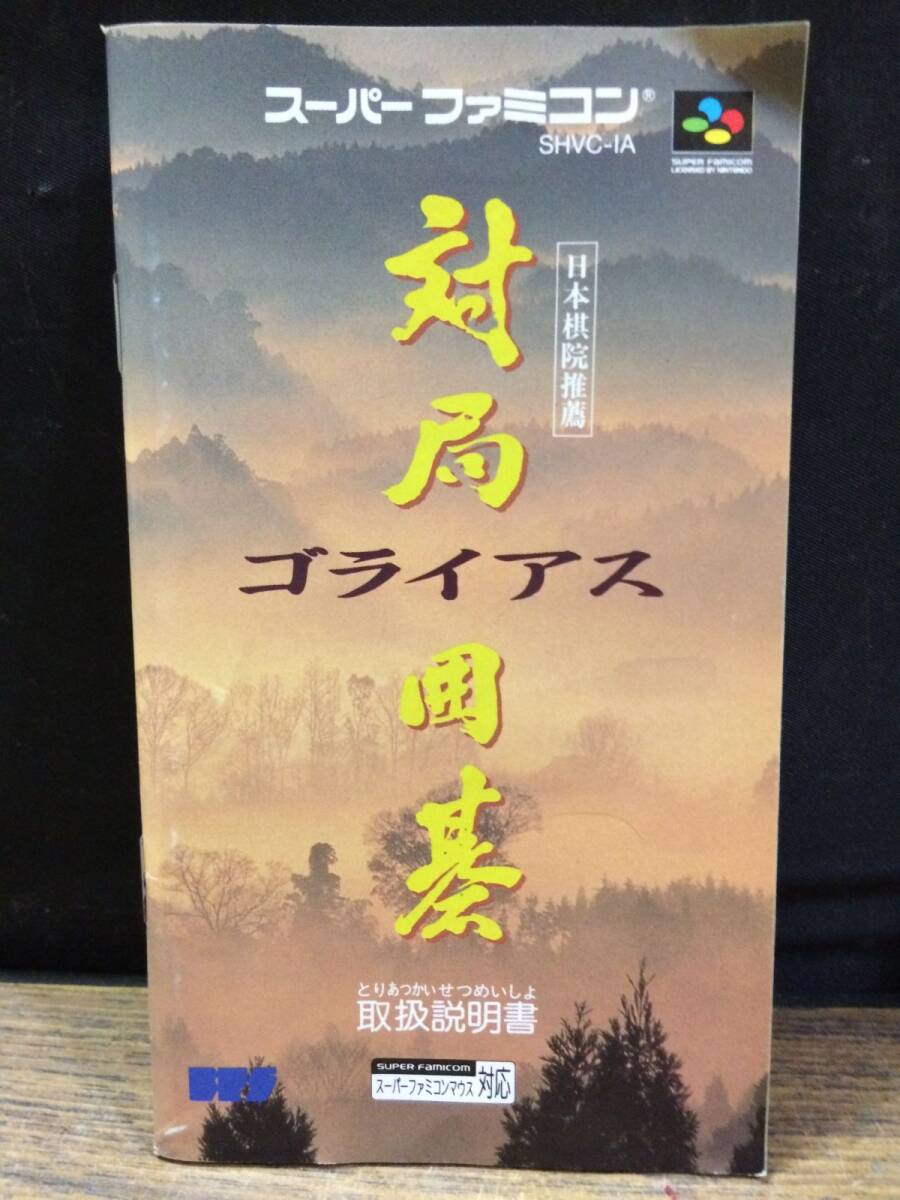 スーパーファミコン®
SHVC-IA
SUPER FAMICOM
LICENSED BY NINTENDO
対局
日本棋院推薦
ゴライアス
囲碁
とりあつかいせつめいしょ
取扱説明書
SUPER FAMICOM
スーパーファミコンマウス対応